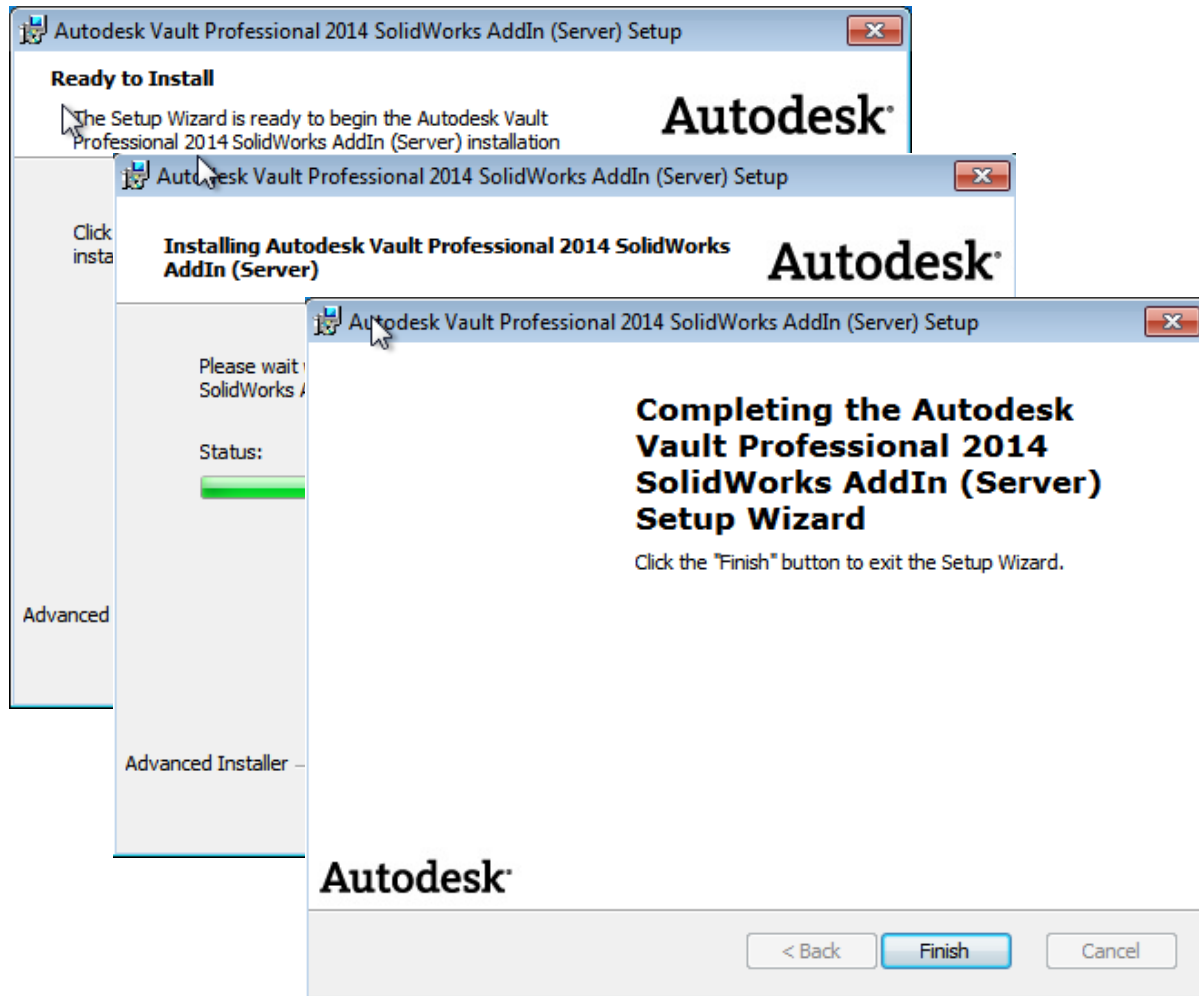 Autodesk Vault Professional 2014 SolidWorks AddIn (Server) Setup
Ready to Install
The Setup Wizard is ready to begin the Autodesk Vault
Professional 2014 SolidWorks AddIn (Server) installation
Autodesk
Click
insta
Advanced
Autodesk Vault Professional 2014 SolidWorks AddIn (Server) Setup
Installing Autodesk Vault Professional 2014 SolidWorks
AddIn (Server)
Autodesk
Please wait
SolidWorks A
Status:
Advanced Installer
Autodesk Vault Professional 2014 SolidWorks AddIn (Server) Setup
Completing the Autodesk
Vault Professional 2014
SolidWorks AddIn (Server)
Setup Wizard
Click the "Finish" button to exit the Setup Wizard.
Autodesk
< Back
Finish
Cancel